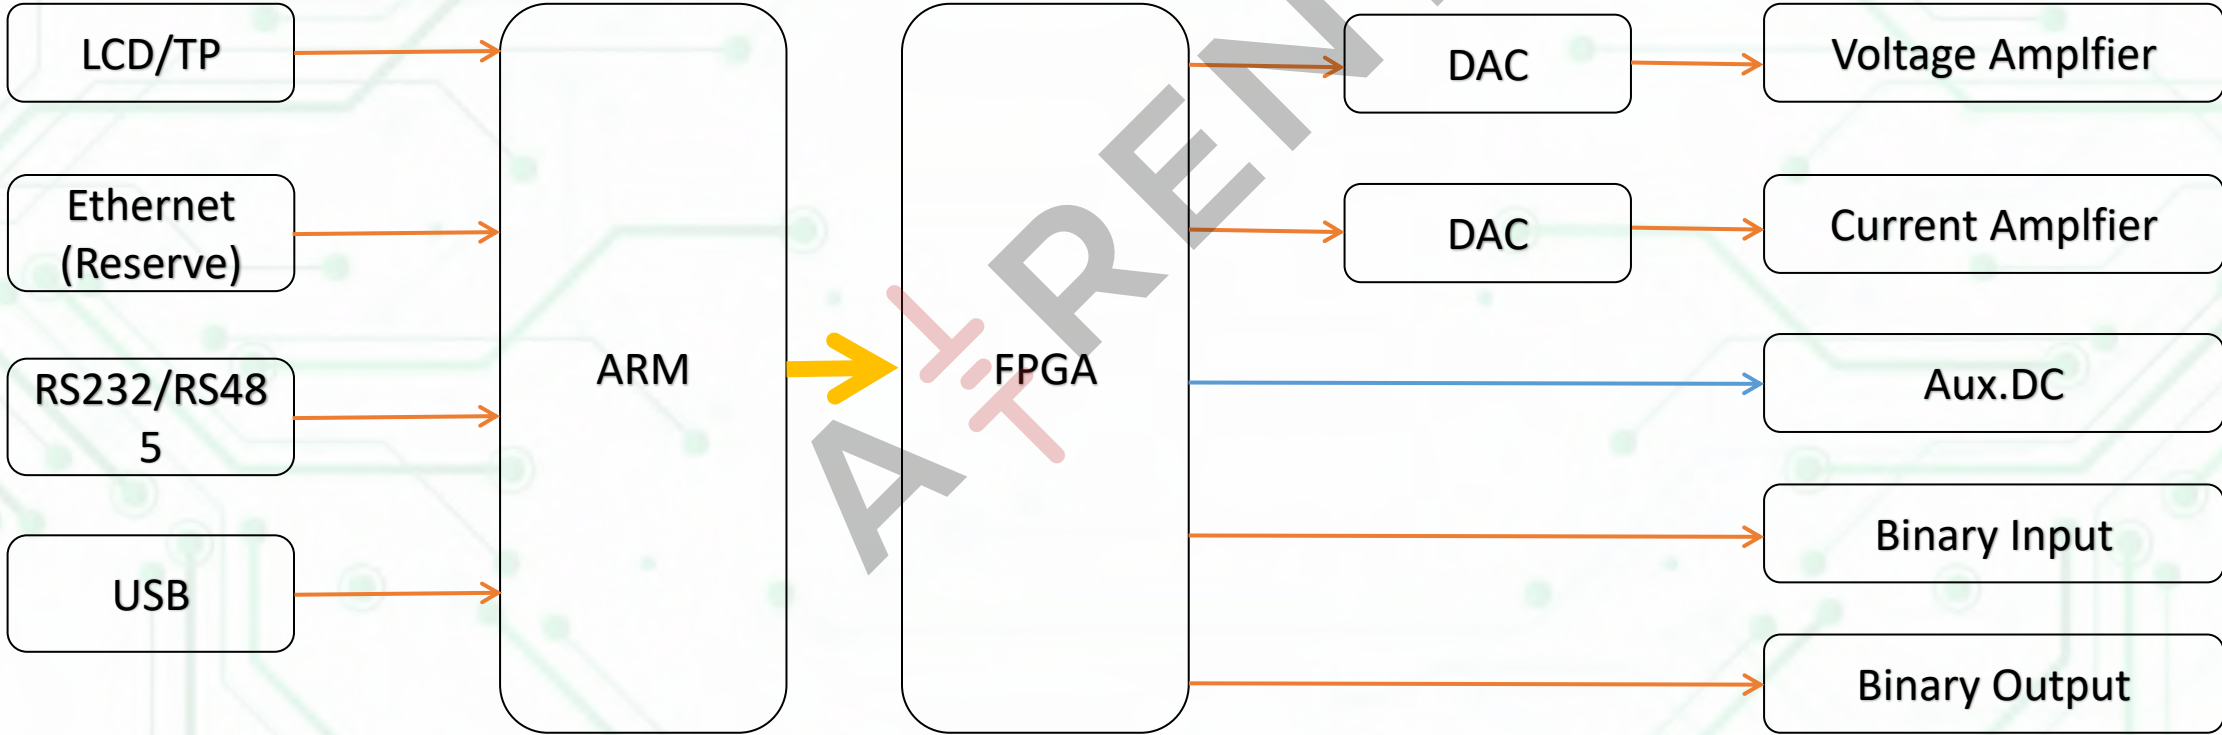 LCD/TP
Ethernet
(Reserve)
RS232/RS48
5
USB
ARM
FPGA
DAC
DAC
Voltage Amplfier
Current Amplfier
Aux.DC
Binary Input
Binary Output